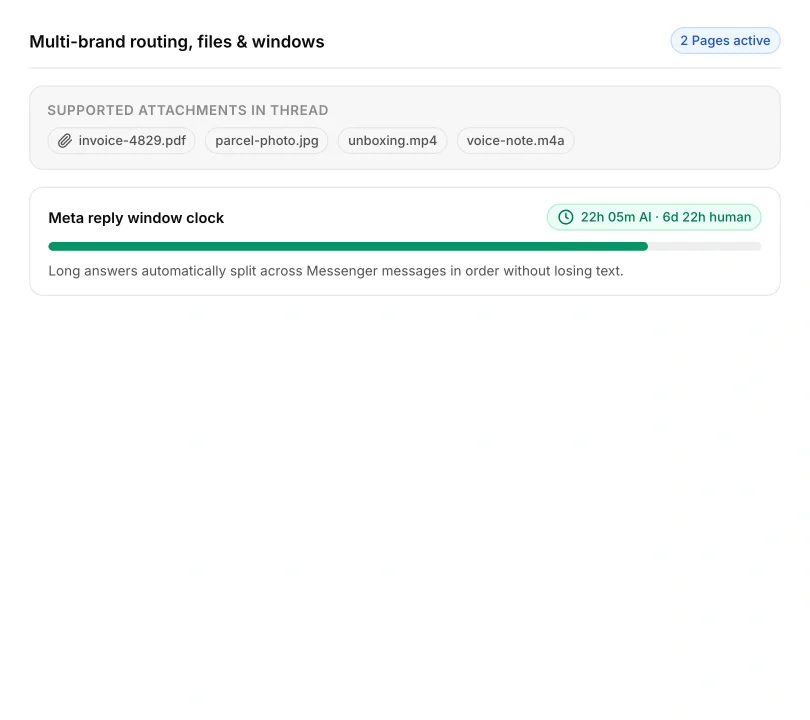 Multi-brand routing, files & windows
2 Pages active
SUPPORTED ATTACHMENTS IN THREAD
invoice-4829.pdf
parcel-photo.jpg
unboxing.mp4
voice-note.m4a
Meta reply window clock
22h 05m AI · 6d 22h human
Long answers automatically split across Messenger messages in order without losing text.